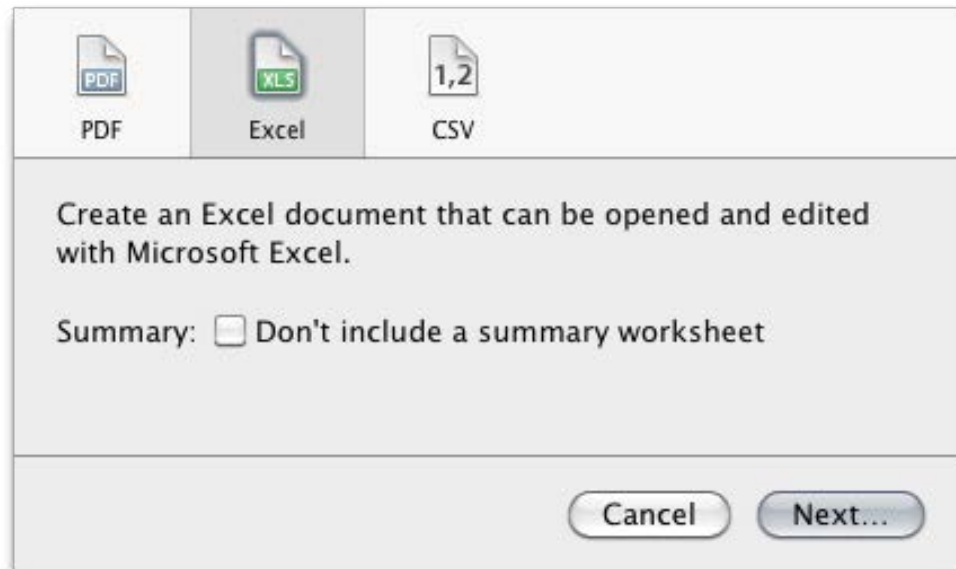 PDF XLS 1,2
PDF Excel CSV
Create an Excel document that can be opened and edited
with Microsoft Excel.
Summary: Don't include a summary worksheet
Cancel Next...